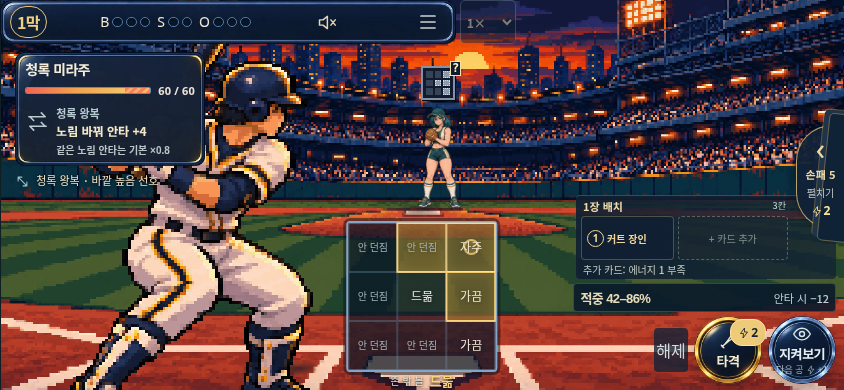 1막
B○○○ S○○ O○○○
1×
청록 미라주
60 / 60
청록 왕복
노림 바꿔 안타 +4
같은 노림 안타는 기본 ×0.8
청록 왕복 · 바깥 높은 선호
?
손패 5
펼치기
2
안 던짐 안 던짐 자주
안 던짐 드묾 가끔
안 던짐 안 던짐 가끔
드묾
1장 배치 3칸
1 커트 장인
+ 카드 추가
추가 카드: 에너지 1 부족
적중 42–86% 안타 시 −12
해제
2
타격
지켜보기